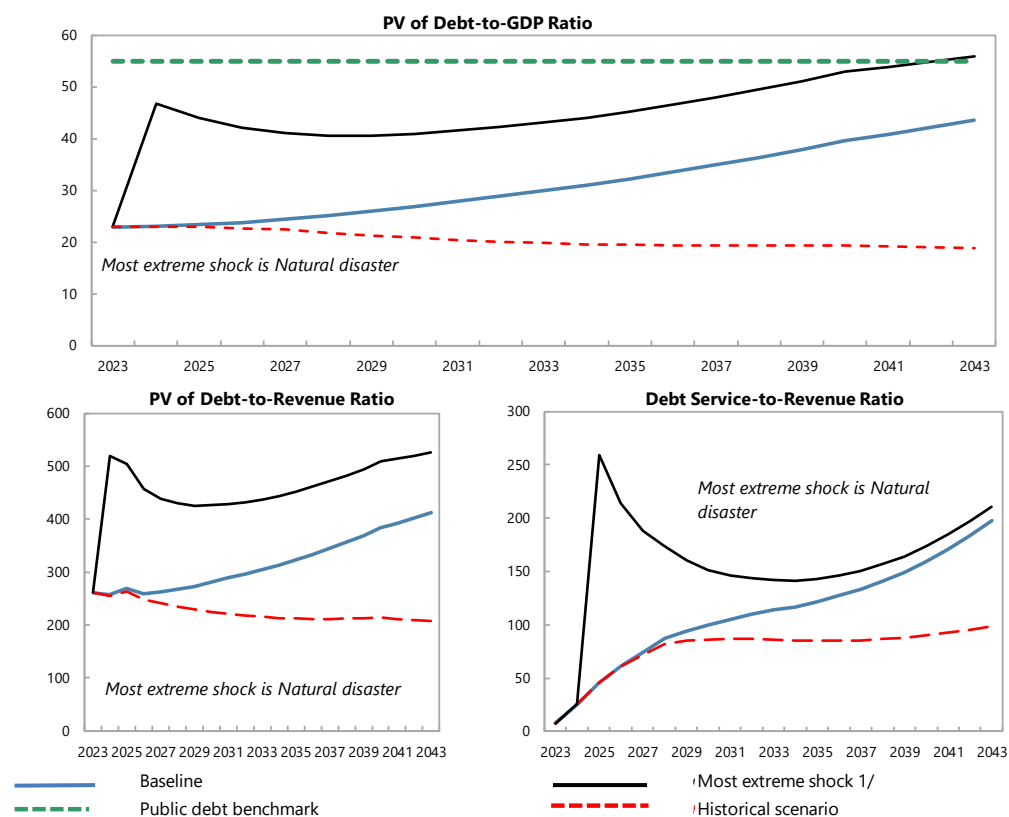 PV of Debt-to-GDP Ratio
60
50
40
30
20
10
0
Most extreme shock is Natural disaster
2023 2025 2027 2029 2031 2033 2035 2037 2039 2041 2043
PV of Debt-to-Revenue Ratio
600
500
400
300
200
100
0
Most extreme shock is Natural disaster
2023 2025 2027 2029 2031 2033 2035 2037 2039 2041 2043
Debt Service-to-Revenue Ratio
300
250
200
150
100
50
0
Most extreme shock is Natural
disaster
2023 2025 2027 2029 2031 2033 2035 2037 2039 2041 2043
Baseline
Most extreme shock 1/
Public debt benchmark
Historical scenario